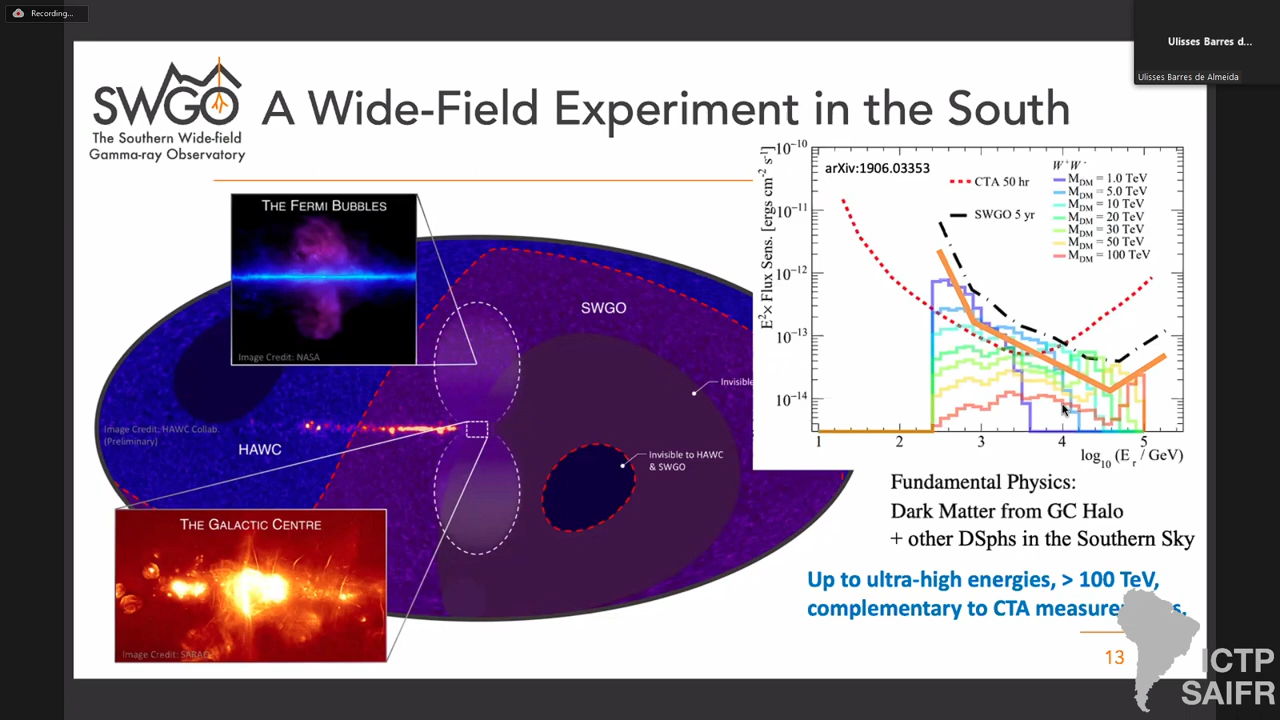 Recording...
Ulisses Barres d...
Ulisses Barres de Almeida
SWGO
The Southern Wide-field
Gamma-ray Observatory
A Wide-Field Experiment in the South
THE FERMI BUBBLES
Image Credit: NASA
SWGO
Invisible
Image Credit: HAWC Collab.
(Preliminary)
HAWC
Invisible to HAWC
& SWGO
THE GALACTIC CENTRE
Image Credit: SARAO
arXiv:1906.03353
CTA 50 hr
SWGO 5 yr
W⁺W⁻
M_DM = 1.0 TeV
M_DM = 5.0 TeV
M_DM = 10 TeV
M_DM = 20 TeV
M_DM = 30 TeV
M_DM = 50 TeV
M_DM = 100 TeV
E²× Flux Sens. [ergs cm⁻² s⁻¹]
10⁻¹⁰
10⁻¹¹
10⁻¹²
10⁻¹³
10⁻¹⁴
1 2 3 4 5
log₁₀ (E_r / GeV)
Fundamental Physics:
Dark Matter from GC Halo
+ other DSphs in the Southern Sky
Up to ultra-high energies, > 100 TeV,
complementary to CTA
13
ICTP
SAIFR